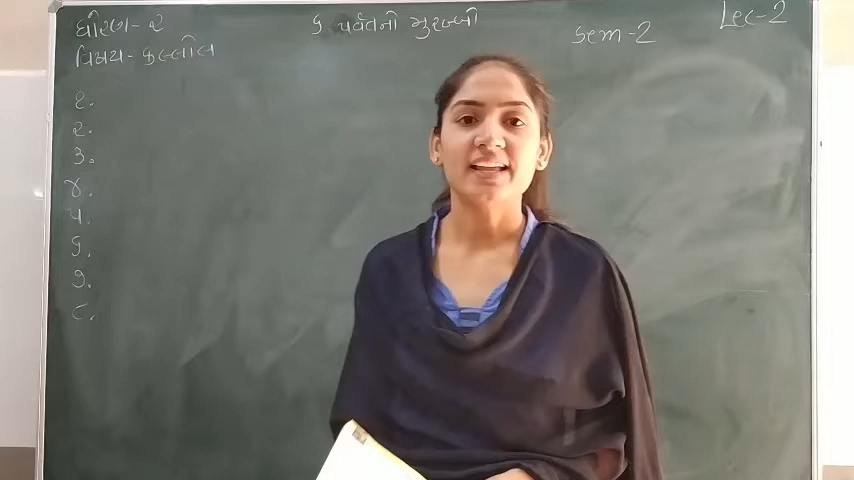 ધોરણ- ૨
૬ પર્વતની મુરબ્બી
Sem-2
Lec-2
વિષય- કલ્લોલ
૧.
૨.
૩.
૪.
૫.
૬.
૭.
૮.